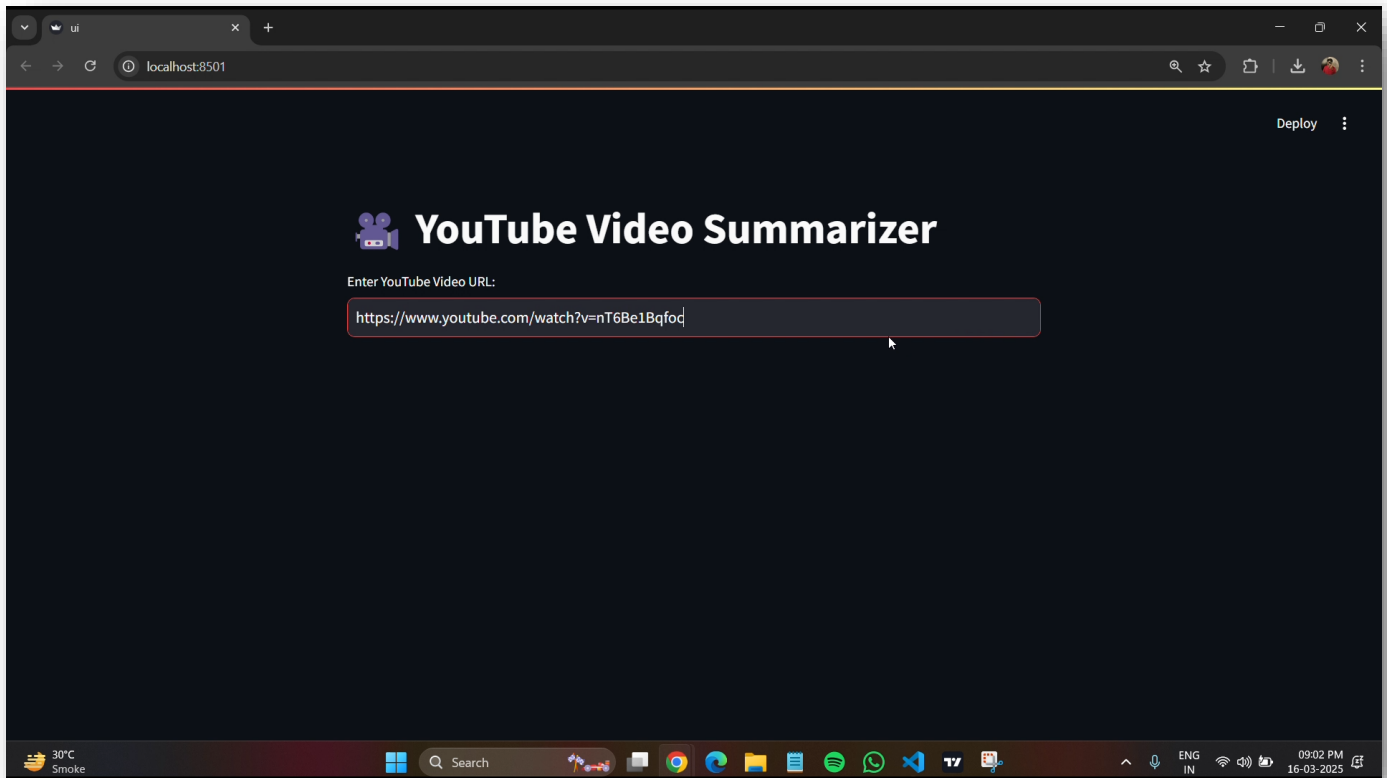 ui
localhost:8501
Deploy
YouTube Video Summarizer
Enter YouTube Video URL:
https://www.youtube.com/watch?v=nT6Be1Bqfoc
30°C
Smoke
Search
ENG
IN
09:02 PM
16-03-2025